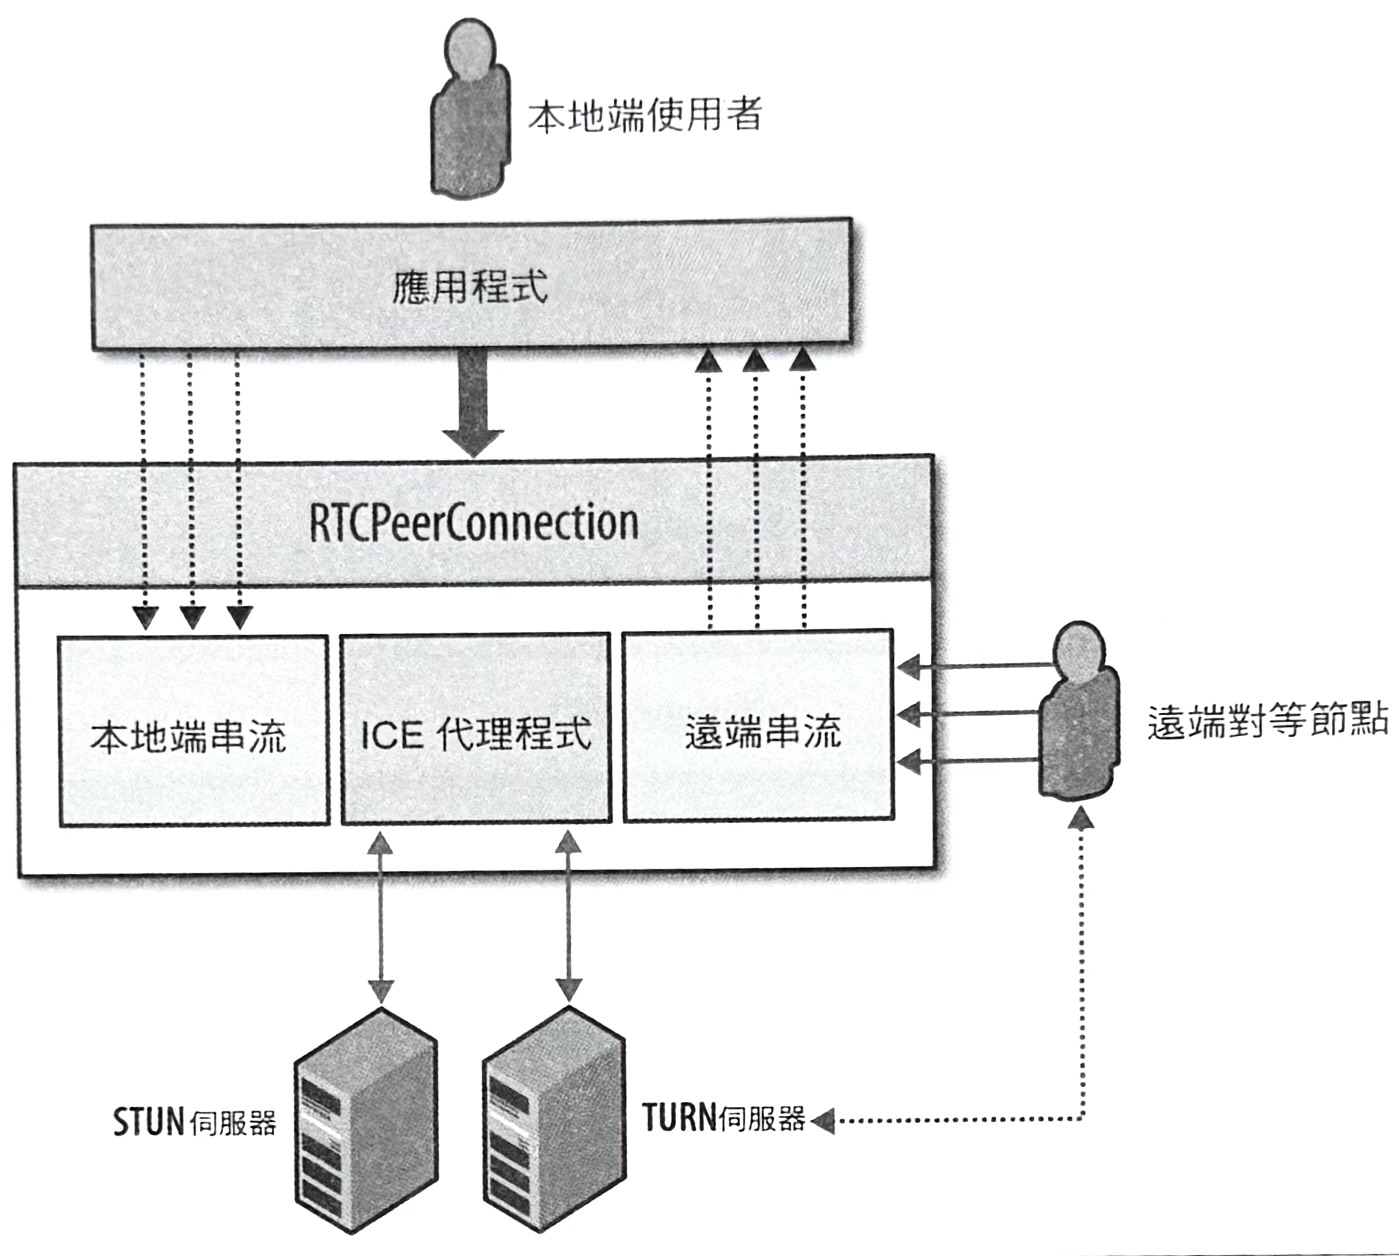 本地端使用者
應用程式
RTCPeerConnection
本地端串流
ICE 代理程式
遠端串流
遠端對等節點
STUN伺服器
TURN伺服器